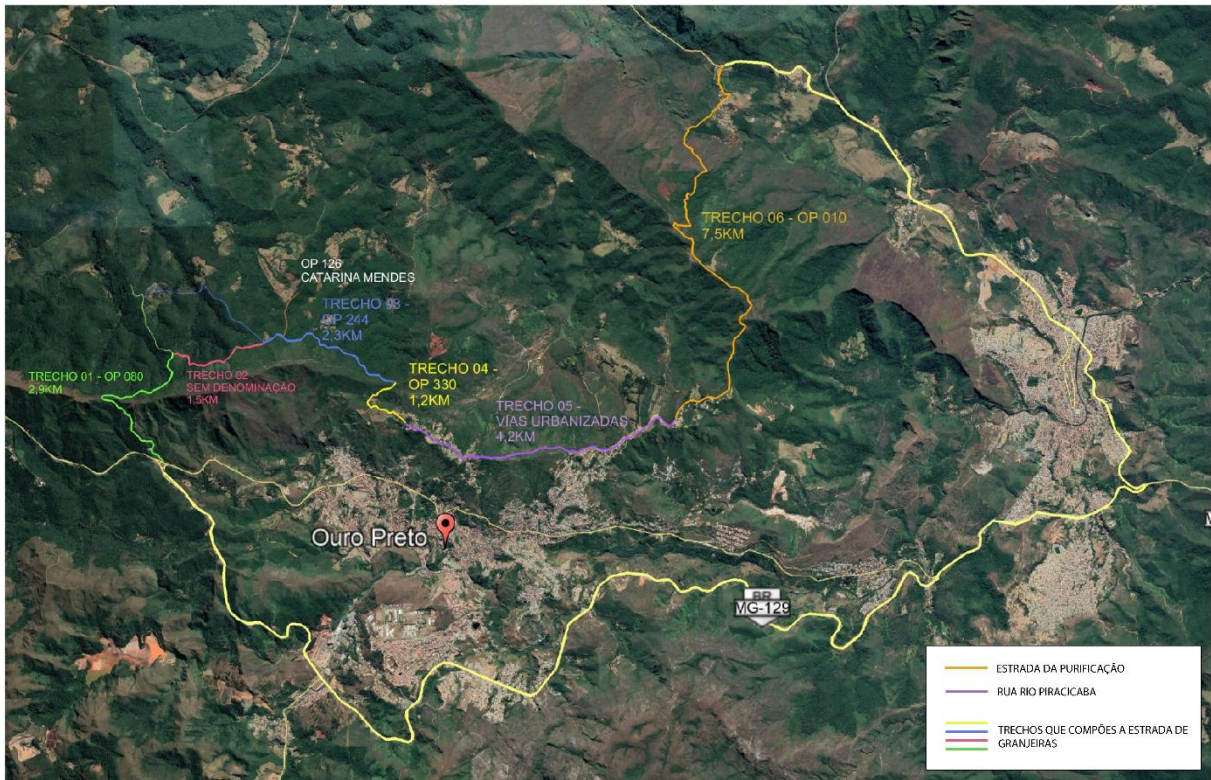 TRECHO 06 - OP 010
7,5KM
OP 126
CATARINA MENDES
TRECHO 03 -
OP 244
2,3KM
TRECHO 01 - OP 080
2,9KM
TRECHO 02
SEM DENOMINAÇÃO
1,5KM
TRECHO 04 -
OP 330
1,2KM
TRECHO 05 -
VIAS URBANIZADAS
4,2KM
Ouro Preto
BR
MG-129
ESTRADA DA PURIFICAÇÃO
RUA RIO PIRACICABA
TRECHOS QUE COMPÕES A ESTRADA DE
GRANJEIRAS